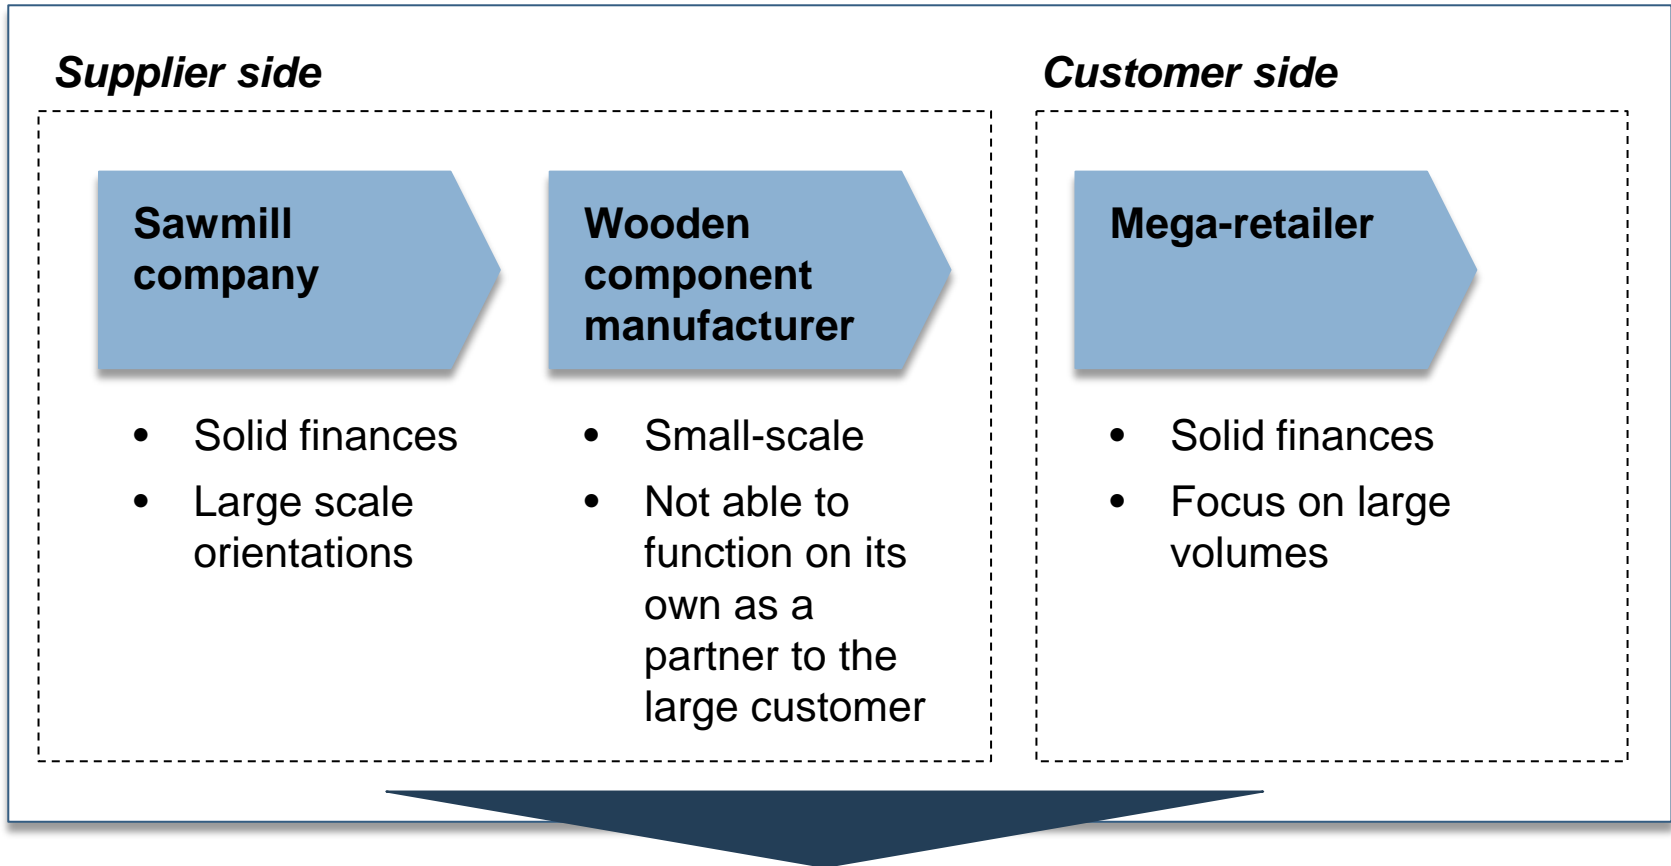 Supplier side
Sawmill
company
• Solid finances
• Large scale
orientations
Wooden
component
manufacturer
• Small-scale
• Not able to
function on its
own as a
partner to the
large customer
Customer side
Mega-retailer
• Solid finances
• Focus on large
volumes